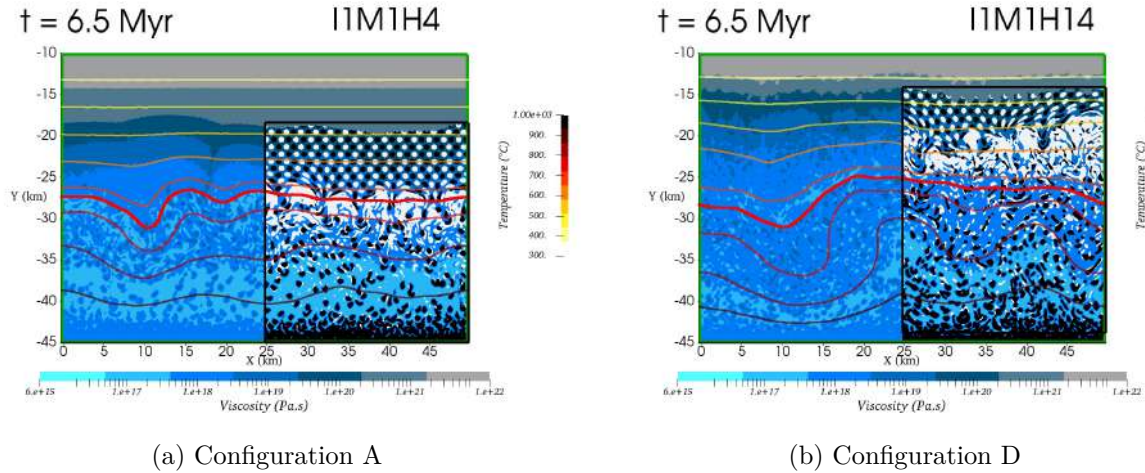 t = 6.5 Myr I1M1H4
-10
-15
-20
-25
Y (km)
-30
-35
-40
-45
0 5 10 15 20 25 30 35 40 45
X (km)
1.00e+03
900.
800.
700.
600.
500.
400.
300.
Temperature (°C)
6.e+15 1.e+17 1.e+18 1.e+19 1.e+20 1.e+21 1.e+22
Viscosity (Pa.s)
(a) Configuration A
t = 6.5 Myr I1M1H14
-10
-15
-20
-25
Y (km)
-30
-35
-40
-45
0 5 10 15 20 25 30 35 40 45
X (km)
Temperature (°C)
6.e+15 1.e+17 1.e+18 1.e+19 1.e+20 1.e+21 1.e+22
Viscosity (Pa.s)
(b) Configuration D